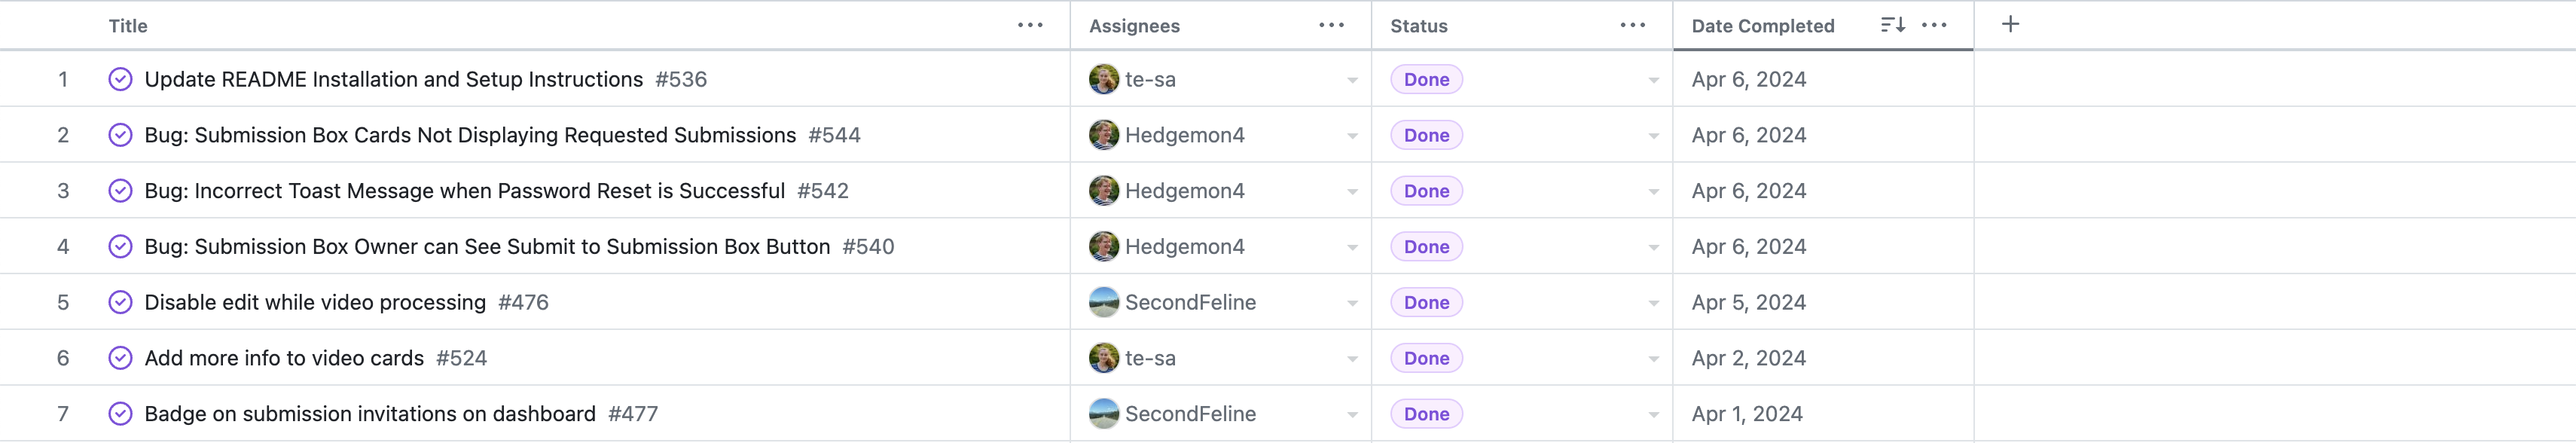 Title Assignees Status Date Completed
1 Update README Installation and Setup Instructions #536 te-sa Done Apr 6, 2024
2 Bug: Submission Box Cards Not Displaying Requested Submissions #544 Hedgemon4 Done Apr 6, 2024
3 Bug: Incorrect Toast Message when Password Reset is Successful #542 Hedgemon4 Done Apr 6, 2024
4 Bug: Submission Box Owner can See Submit to Submission Box Button #540 Hedgemon4 Done Apr 6, 2024
5 Disable edit while video processing #476 SecondFeline Done Apr 5, 2024
6 Add more info to video cards #524 te-sa Done Apr 2, 2024
7 Badge on submission invitations on dashboard #477 SecondFeline Done Apr 1, 2024